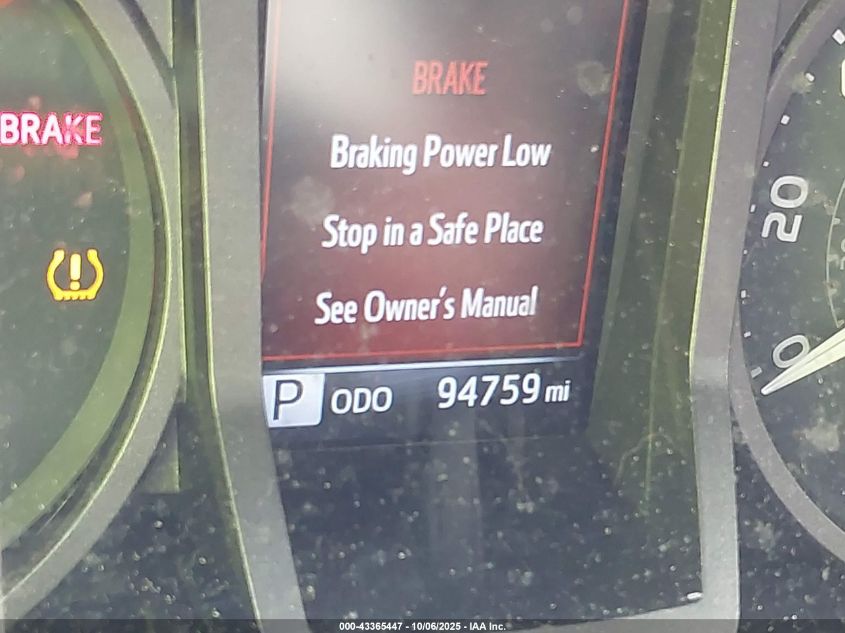 BRAKE
BRAKE
Braking Power Low
Stop in a Safe Place
See Owner's Manual
P ODO 94759 mi
20
0
000-43365447 - 10/06/2025 - IAA Inc.